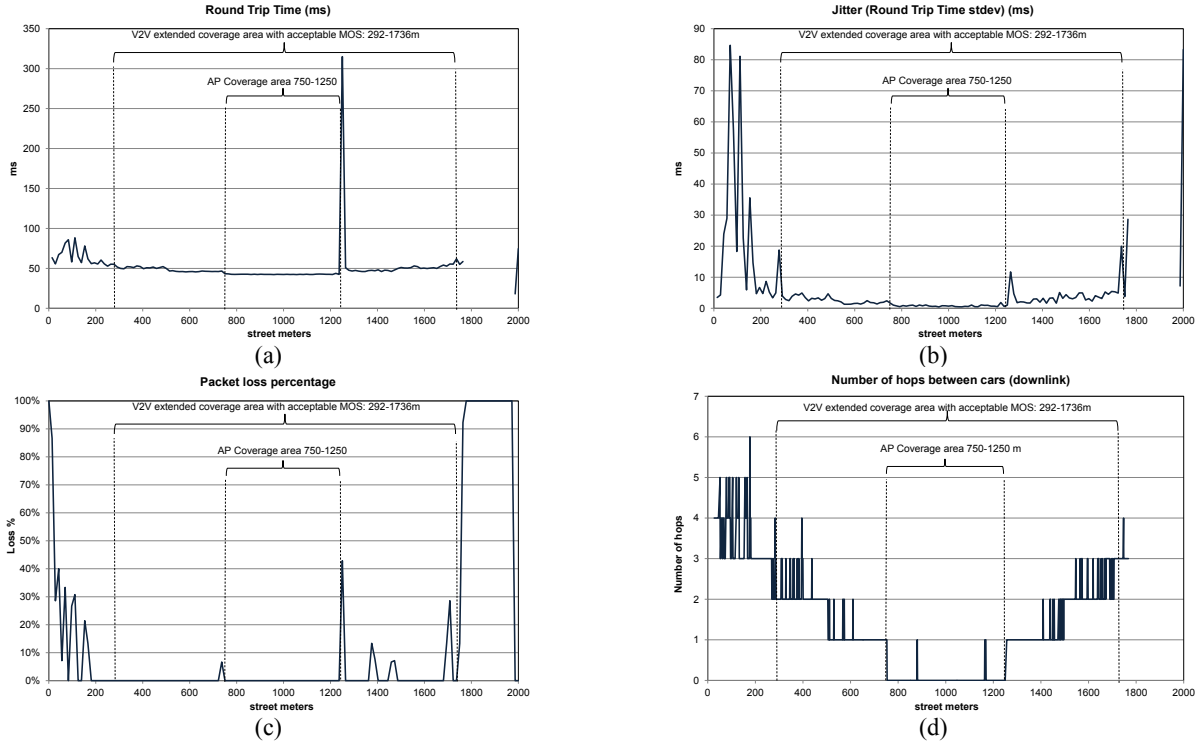 Round Trip Time (ms)
V2V extended coverage area with acceptable MOS: 292-1736m
AP Coverage area 750-1250
350
300
250
200
150
100
50
0
ms
0 200 400 600 800 1000 1200 1400 1600 1800 2000
street meters
(a)
Jitter (Round Trip Time stdev) (ms)
V2V extended coverage area with acceptable MOS: 292-1736m
AP Coverage area 750-1250
90
80
70
60
50
40
30
20
10
0
ms
0 200 400 600 800 1000 1200 1400 1600 1800 2000
street meters
(b)
Packet loss percentage
V2V extended coverage area with acceptable MOS: 292-1736m
AP Coverage area 750-1250
100%
90%
80%
70%
60%
50%
40%
30%
20%
10%
0%
Loss %
0 200 400 600 800 1000 1200 1400 1600 1800 2000
street meters
(c)
Number of hops between cars (downlink)
V2V extended coverage area with acceptable MOS: 292-1736m
AP Coverage area 750-1250 m
7
6
5
4
3
2
1
0
Number of hops
0 200 400 600 800 1000 1200 1400 1600 1800 2000
street meters
(d)